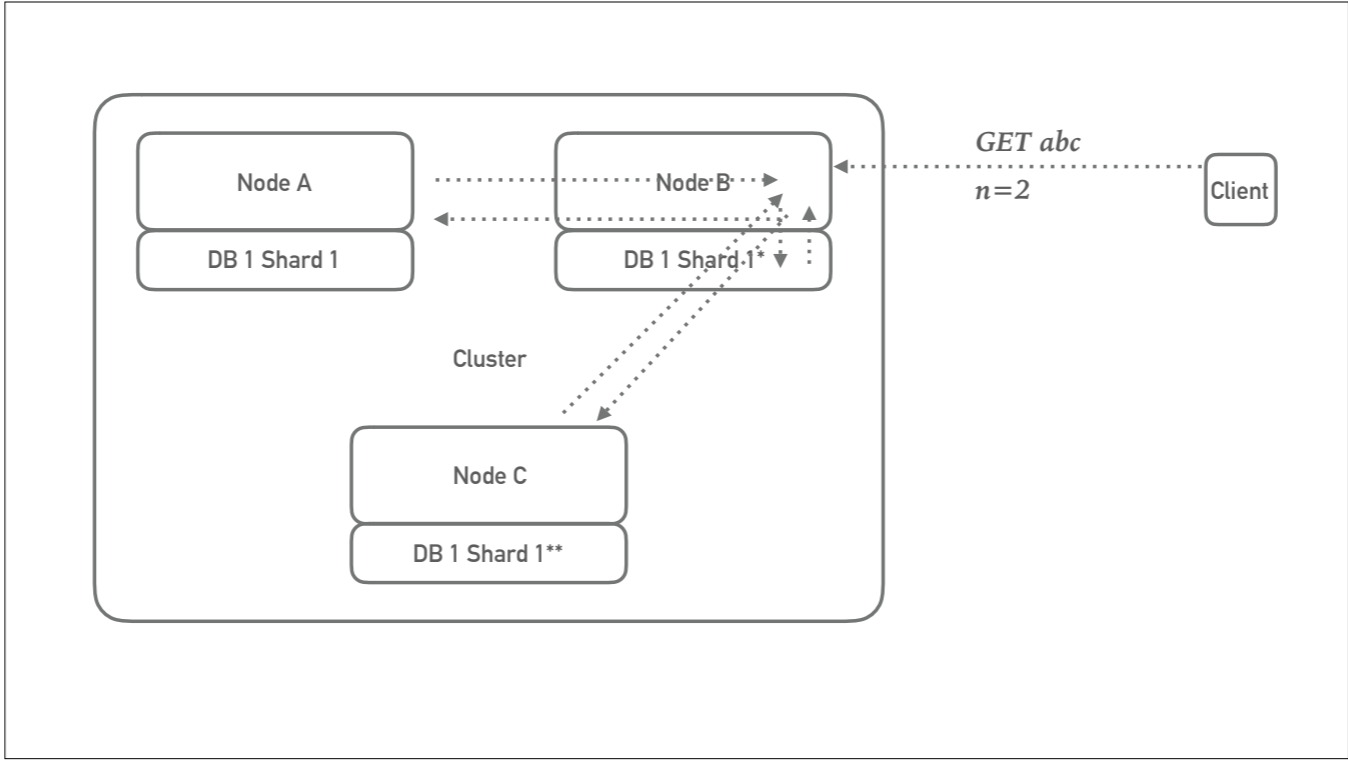 GET abc
n=2
Client
Node A
Node B
DB 1 Shard 1
DB 1 Shard 1*
Cluster
Node C
DB 1 Shard 1**